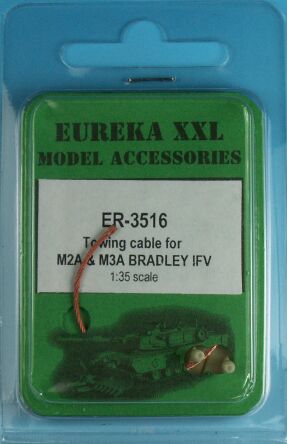 EUREKA XXL
MODEL ACCESSORIES
ER-3516
Towing cable for
M2A & M3A BRADLEY IFV
1:35 scale